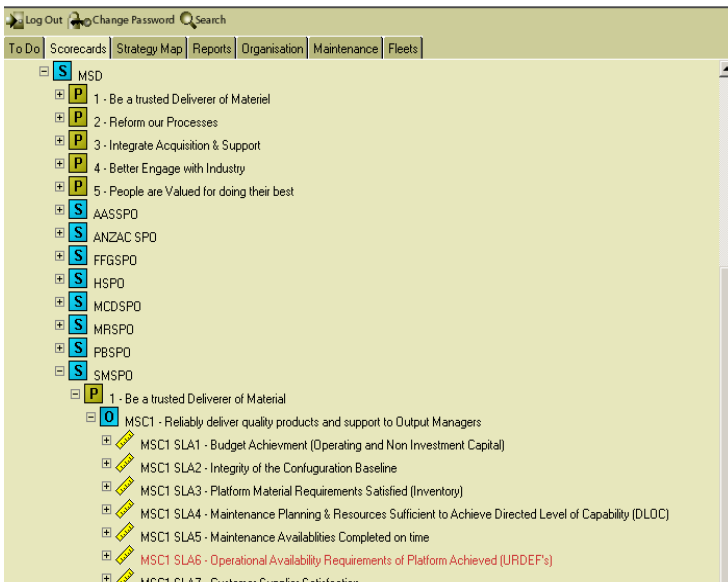 Log Out Change Password Search
To Do Scorecards Strategy Map Reports Organisation Maintenance Fleets
S MSD
P 1 - Be a trusted Deliverer of Materiel
P 2 - Reform our Processes
P 3 - Integrate Acquisition & Support
P 4 - Better Engage with Industry
P 5 - People are Valued for doing their best
S AASSPO
S ANZAC SPO
S FFGSPO
S HSPO
S MCDSPO
S MRSPO
S PBSPO
S SMSPO
P 1 - Be a trusted Deliverer of Material
O MSC1 - Reliably deliver quality products and support to Output Managers
MSC1 SLA1 - Budget Achievment (Operating and Non Investment Capital)
MSC1 SLA2 - Integrity of the Confuguration Baseline
MSC1 SLA3 - Platform Material Requirements Satisfied (Inventory)
MSC1 SLA4 - Maintenance Planning & Resources Sufficient to Achieve Directed Level of Capability (DLOC)
MSC1 SLA5 - Maintenance Availablities Completed on time
MSC1 SLA6 - Operational Availability Requirements of Platform Achieved (URDEF's)
MSC1 SLA7 - Customer Supplier Satisfaction